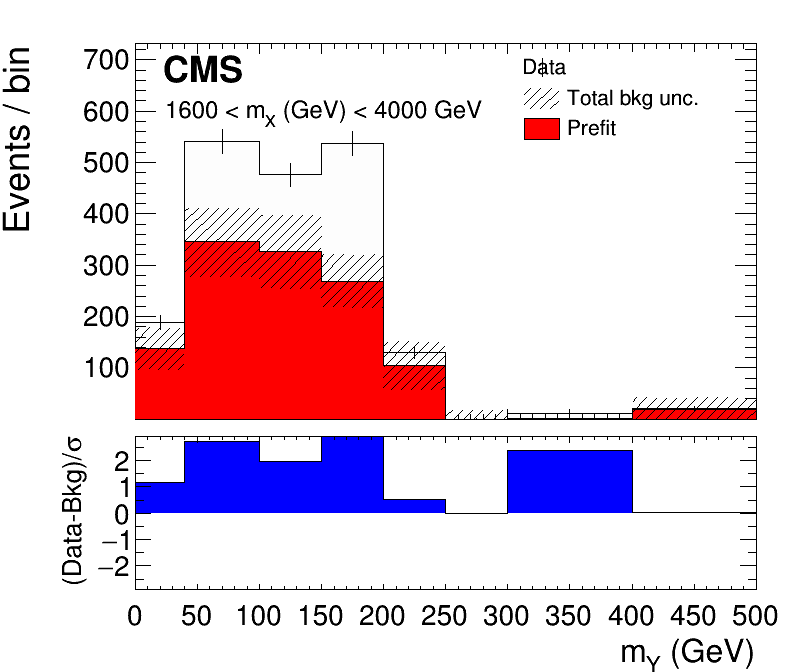 Events / bin
700
600
500
400
300
200
100
CMS
1600 < mX (GeV) < 4000 GeV
Data
Total bkg unc.
Prefit
(Data-Bkg)/σ
2
1
0
−1
−2
0 50 100 150 200 250 300 350 400 450 500
mY (GeV)